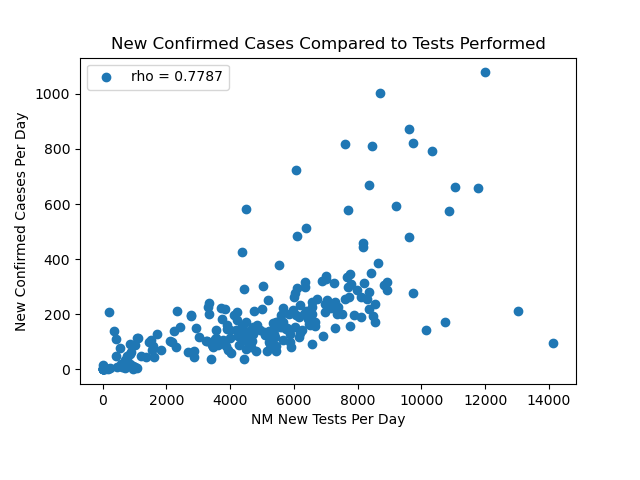 New Confirmed Cases Compared to Tests Performed
rho = 0.7787
New Confirmed Caeses Per Day
1000
800
600
400
200
0
0 2000 4000 6000 8000 10000 12000 14000
NM New Tests Per Day